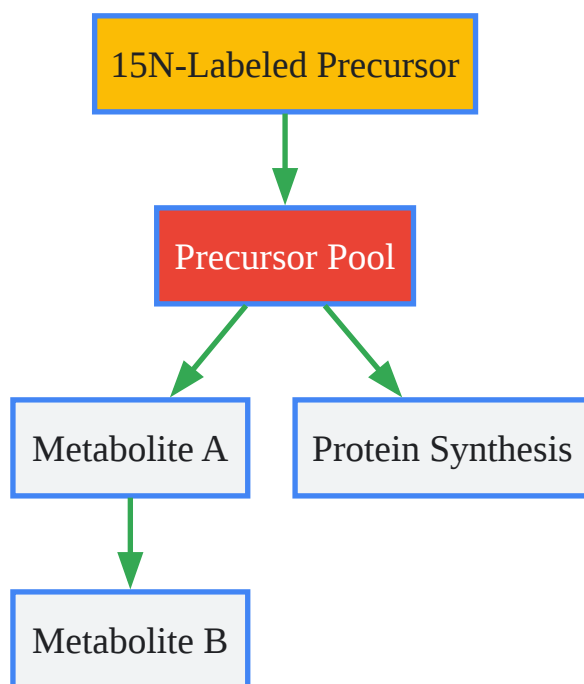 15N-Labeled Precursor
Precursor Pool
Metabolite A
Protein Synthesis
Metabolite B